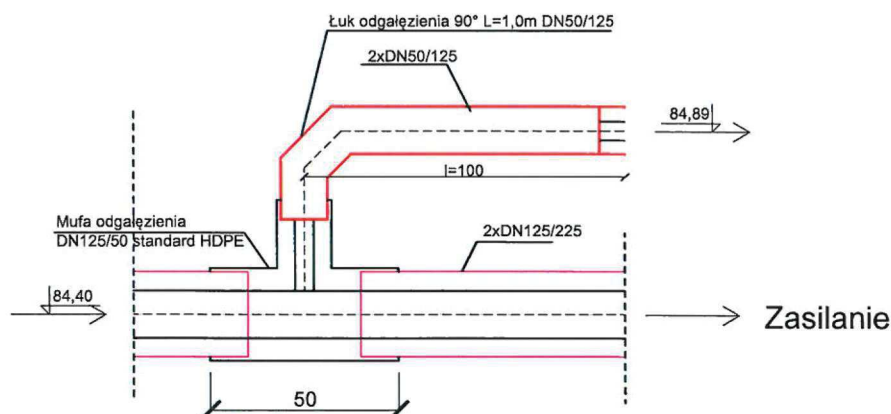 Łuk odgałęzienia 90° L=1,0m DN50/125
2xDN50/125
84,89
l=100
Mufa odgałęzienia
DN125/50 standard HDPE
2xDN125/225
84,40
Zasilanie
50